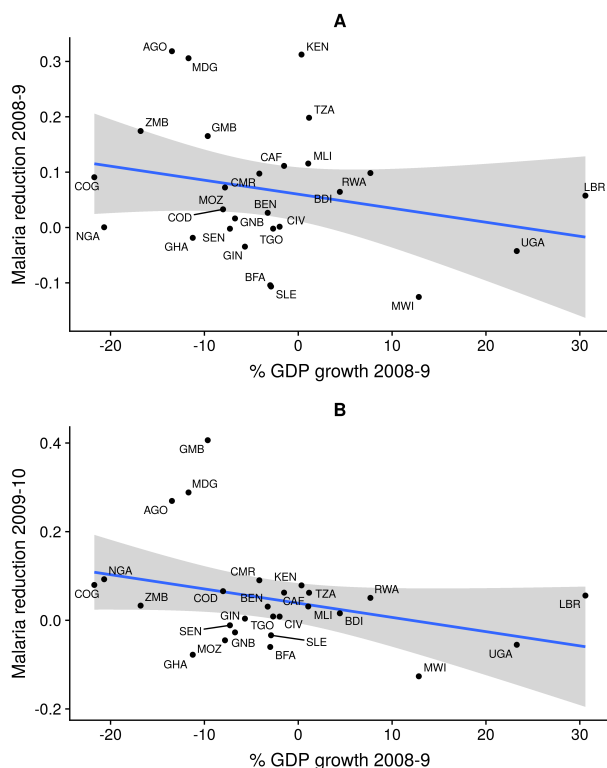 A
Malaria reduction 2008-9
0.3
0.2
0.1
0.0
-0.1
AGO
MDG
KEN
TZA
ZMB
GMB
CAF
MLI
COG
CMR
RWA
LBR
MOZ
BDI
COD
BEN
GNB
CIV
NGA
GHA
SEN
TGO
GIN
UGA
BFA
SLE
MWI
-20
-10
0
10
20
30
% GDP growth 2008-9
B
Malaria reduction 2009-10
0.4
0.2
0.0
-0.2
GMB
MDG
AGO
NGA
CMR
KEN
COG
ZMB
COD
BEN
CAF
TZA
RWA
LBR
GIN
TGO
CIV
MLI
BDI
SEN
MOZ
GNB
SLE
GHA
BFA
MWI
UGA
-20
-10
0
10
20
30
% GDP growth 2008-9